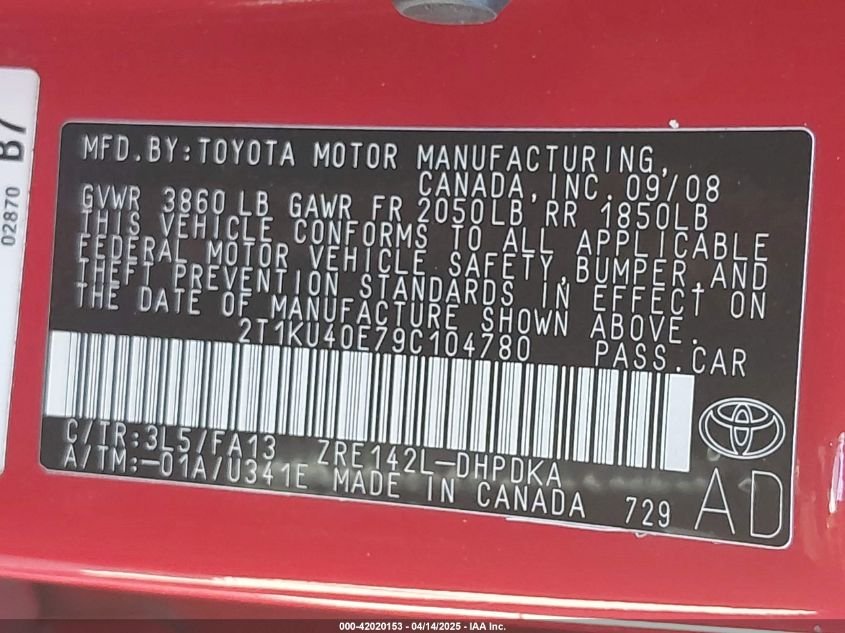 B7
02870
MFD.BY:TOYOTA MOTOR MANUFACTURING,
CANADA,INC.09/08
GVWR 3860LB GAWR FR 2050LB RR 1850LB
THIS VEHICLE CONFORMS TO ALL APPLICABLE
FEDERAL MOTOR VEHICLE SAFETY,BUMPER,AND
THEFT PREVENTION STANDARDS IN EFFECT ON
THE DATE OF MANUFACTURE SHOWN ABOVE.
2T1KU40E79C104780 PASS.CAR
C/TR:3L5/FA13 ZRE142L-DHPDKA
A/TM:-01A/U341E MADE IN CANADA 729
AD
000-42020153 - 04/14/2025 - IAA Inc.